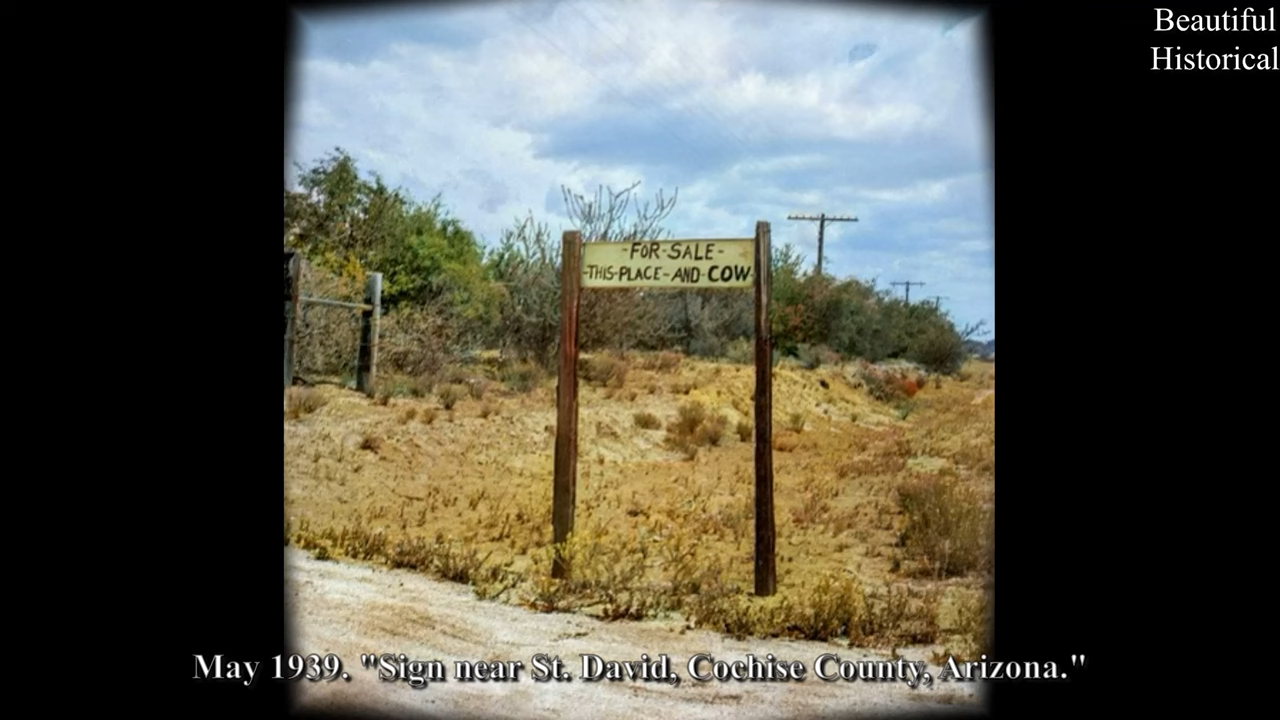 Beautiful
Historical
-FOR-SALE-
-THIS-PLACE-AND-COW-
May 1939. "Sign near St. David, Cochise County, Arizona."